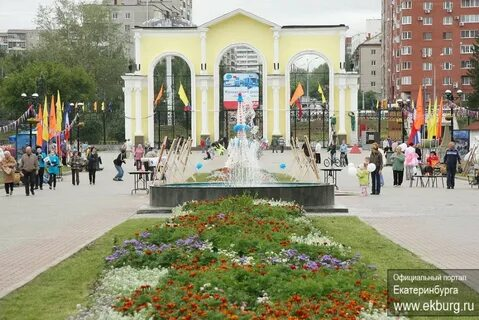 Официальный портал
Екатеринбурга
www.ekburg.ru